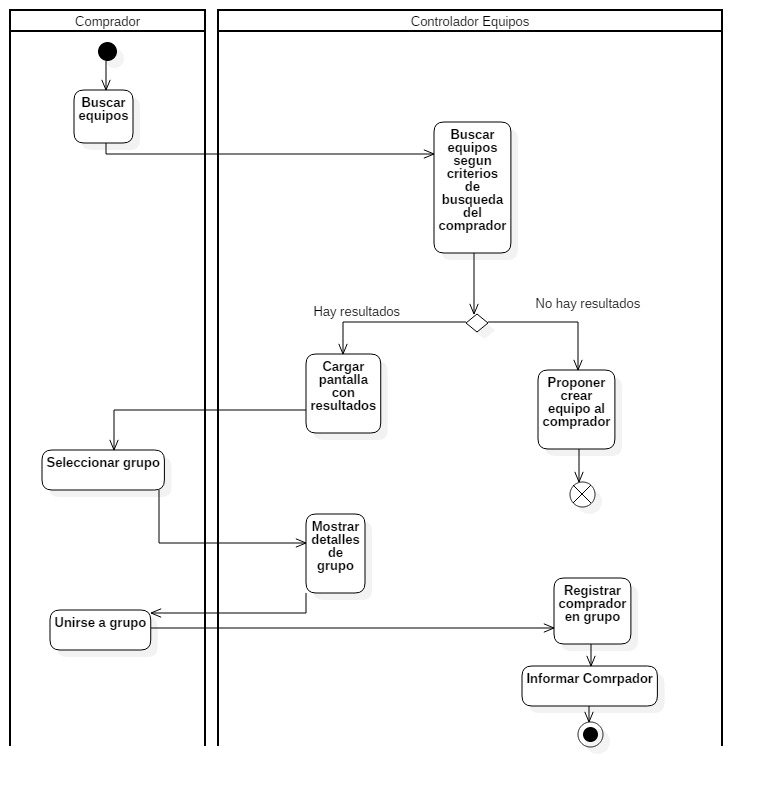 Comprador
Controlador Equipos
Buscar
equipos
Buscar
equipos
segun
criterios
de
busqueda
del
comprador
Hay resultados
No hay resultados
Cargar
pantalla
con
resultados
Proponer
crear
equipo al
comprador
Seleccionar grupo
Mostrar
detalles
de
grupo
Unirse a grupo
Registrar
comprador
en grupo
Informar Comrpador